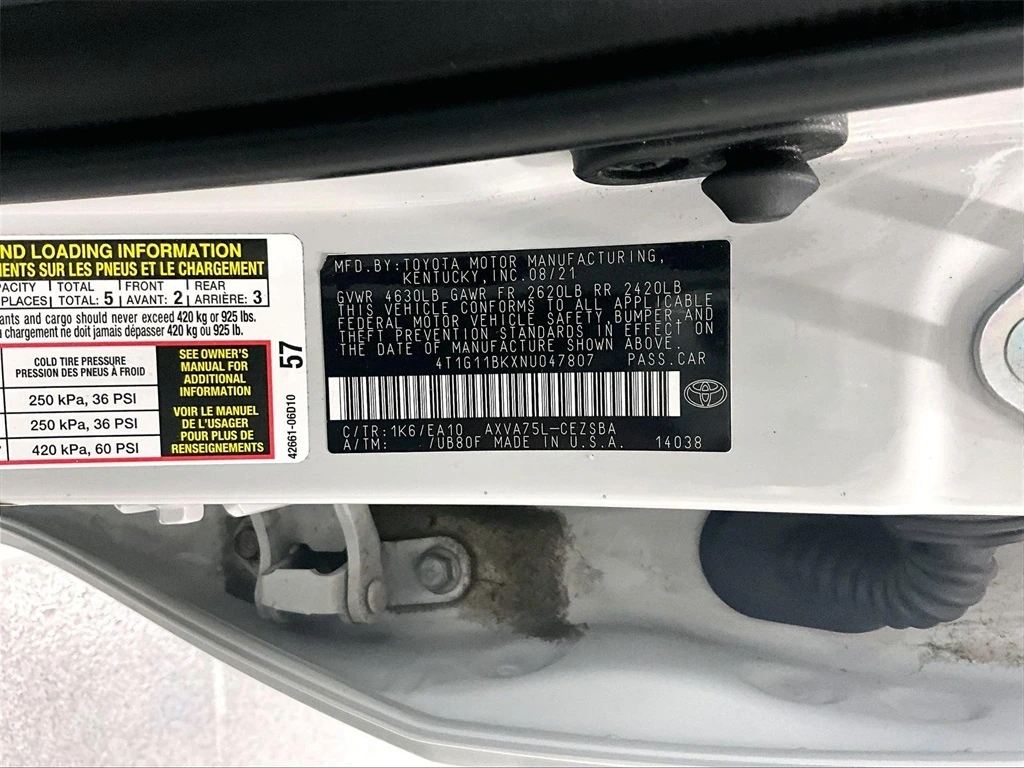 ND LOADING INFORMATION
MENTS SUR LES PNEUS ET LE CHARGEMENT
PACITY TOTAL FRONT REAR
PLACES TOTAL: 5 AVANT: 2 ARRIÈRE: 3
ants and cargo should never exceed 420 kg or 925 lbs.
chargement ne doit jamais dépasser 420 kg ou 925 lb.
COLD TIRE PRESSURE
PRESSION DES PNEUS À FROID
250 kPa, 36 PSI
250 kPa, 36 PSI
420 kPa, 60 PSI
SEE OWNER'S
MANUAL FOR
ADDITIONAL
INFORMATION
VOIR LE MANUEL
DE L'USAGER
POUR PLUS DE
RENSEIGNEMENTS
57
42661-06D10
MFD.BY:TOYOTA MOTOR MANUFACTURING,
KENTUCKY, INC.08/21
GVWR 4630LB GAWR FR 2620LB RR 2420LB
THIS VEHICLE CONFORMS TO ALL APPLICABLE
FEDERAL MOTOR VEHICLE SAFETY,BUMPER AND
THEFT PREVENTION STANDARDS IN EFFECT ON
THE DATE OF MANUFACTURE SHOWN ABOVE.
4T1G11BKXNU047807 PASS.CAR
C/TR:1K6/EA10 AXVA75L-CEZSBA
A/TM: /UB80F MADE IN U.S.A. 14038